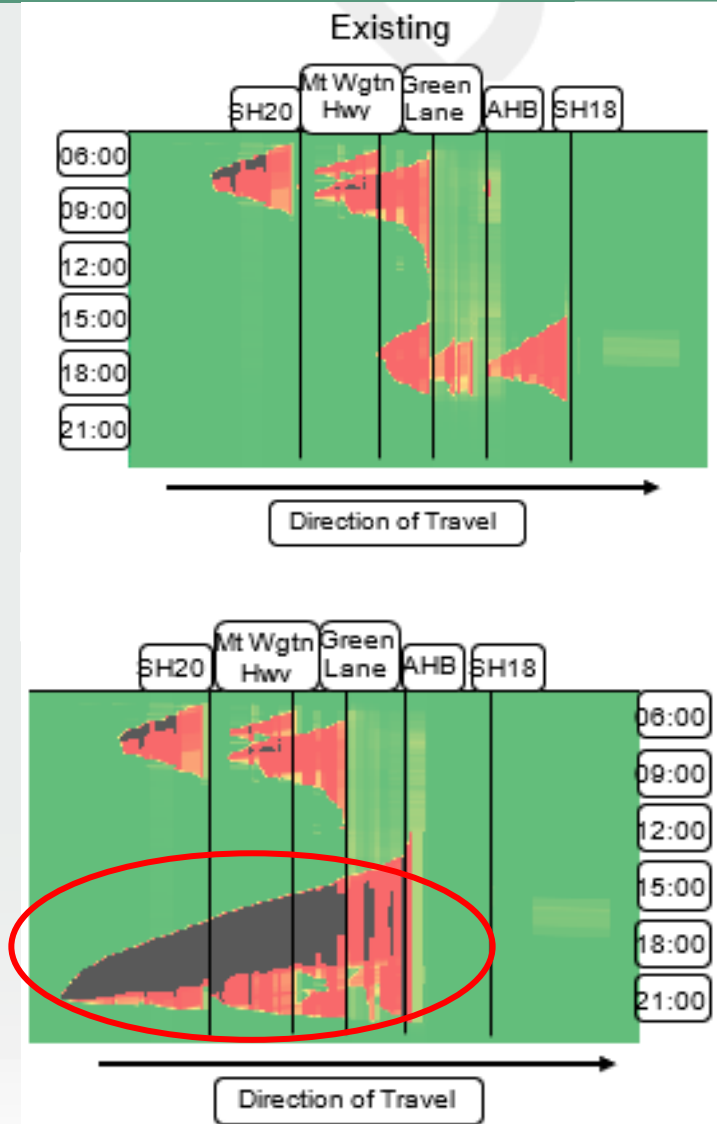 Existing
SH20
Mt Wgtn
Hwy
Green
Lane
AHB
SH18
06:00
09:00
12:00
15:00
18:00
21:00
Direction of Travel
SH20
Mt Wgtn
Hwy
Green
Lane
AHB
SH18
06:00
09:00
12:00
15:00
18:00
21:00
Direction of Travel